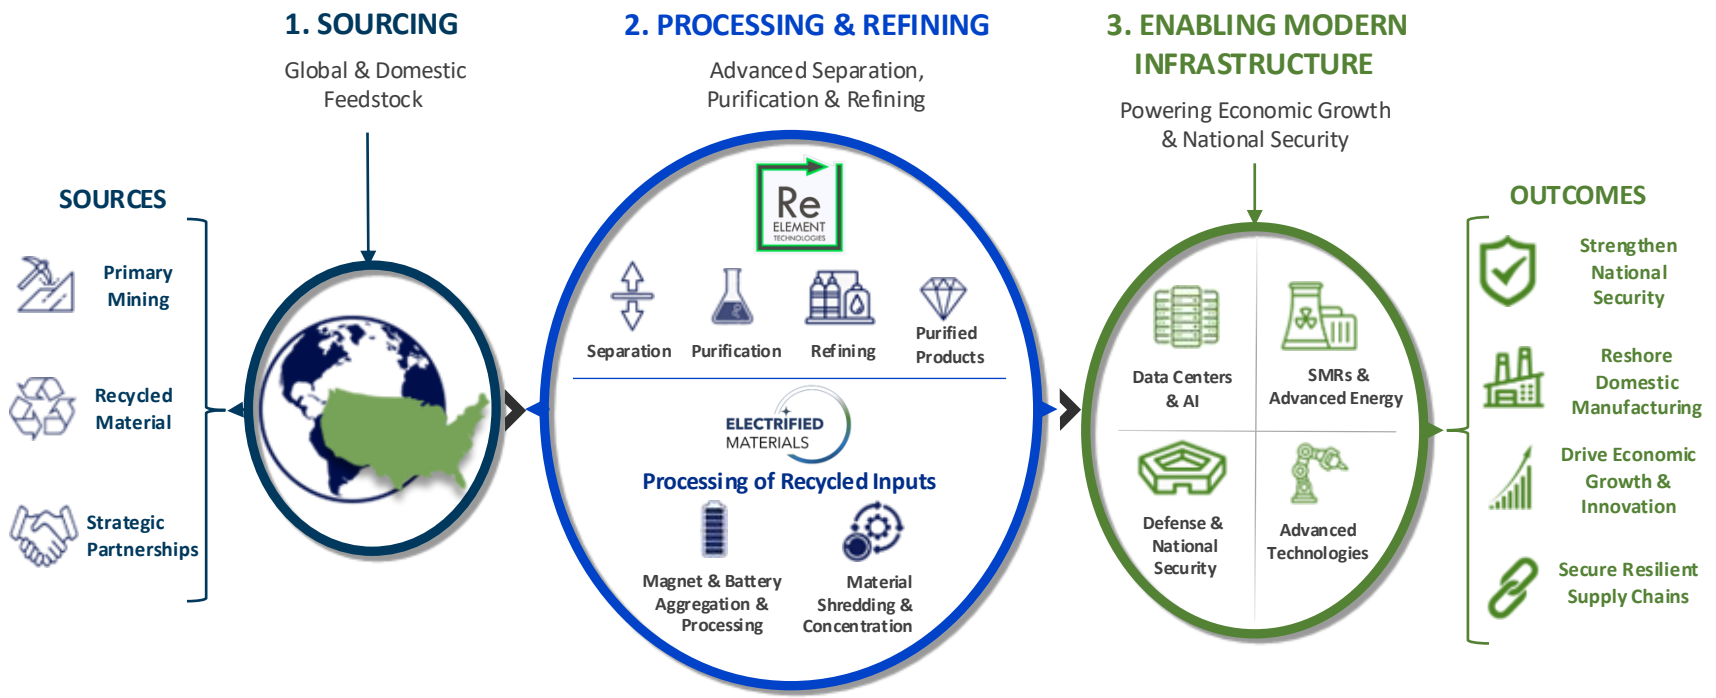 1. SOURCING
Global & Domestic
Feedstock
SOURCES
Primary
Mining
Recycled
Material
Strategic
Partnerships
2. PROCESSING & REFINING
Advanced Separation,
Purification & Refining
Re
ELEMENT
TECHNOLOGIES
Separation
Purification
Refining
Purified
Products
ELECTRIFIED
MATERIALS
Processing of Recycled Inputs
Magnet & Battery
Aggregation &
Processing
Material
Shredding &
Concentration
3. ENABLING MODERN
INFRASTRUCTURE
Powering Economic Growth
& National Security
Data Centers
& AI
SMRs &
Advanced Energy
Defense &
National
Security
Advanced
Technologies
OUTCOMES
Strengthen
National
Security
Reshore
Domestic
Manufacturing
Drive Economic
Growth &
Innovation
Secure Resilient
Supply Chains